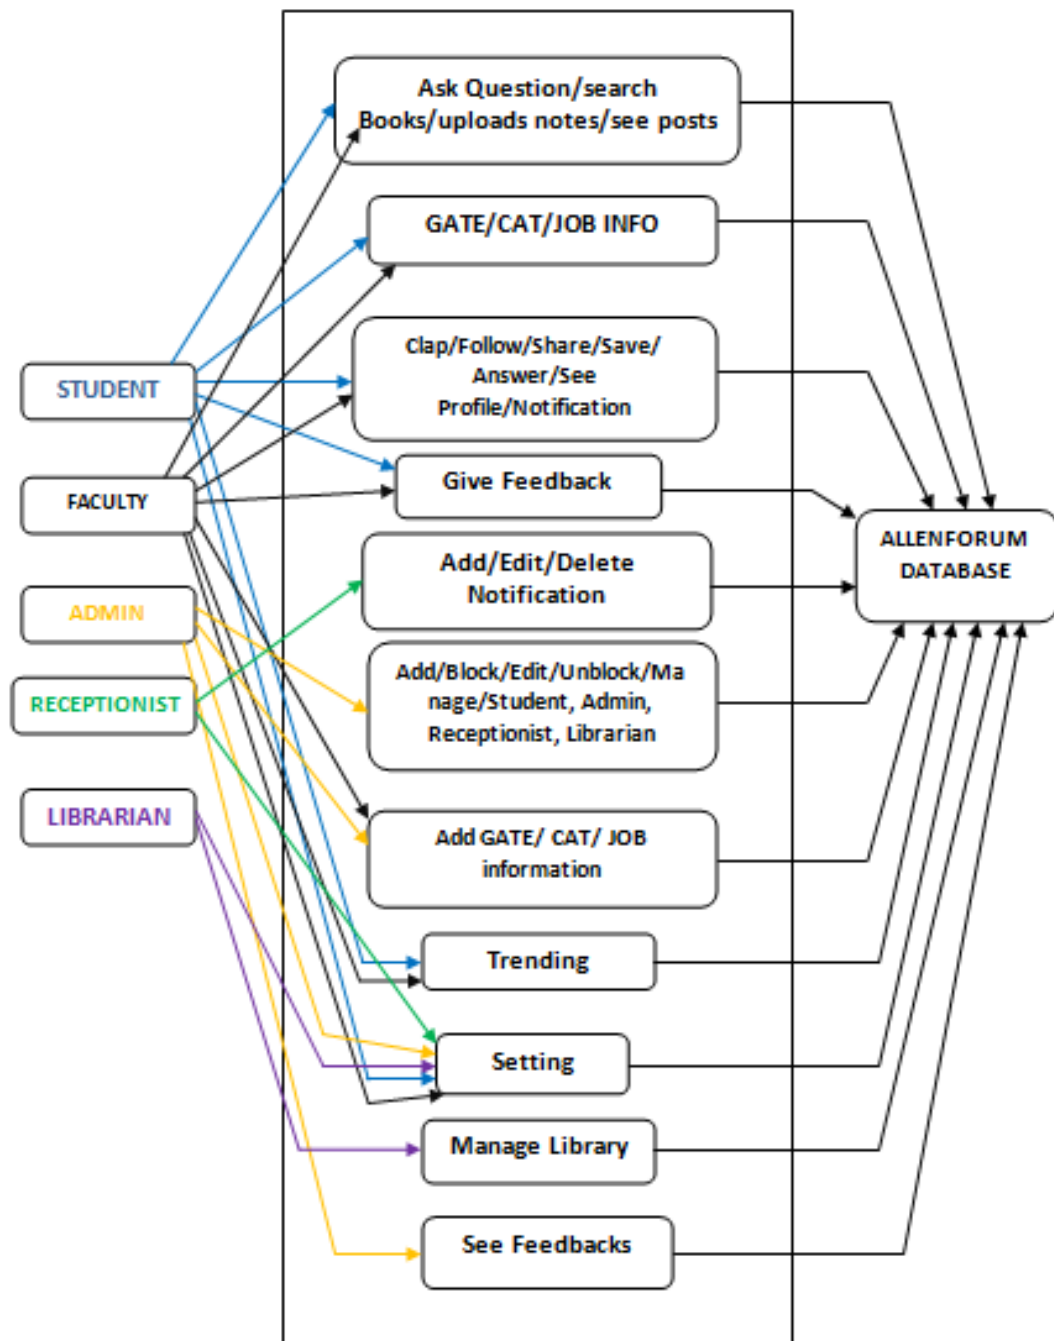 Ask Question/search
Books/uploads notes/see posts
GATE/CAT/JOB INFO
Clap/Follow/Share/Save/
Answer/See
Profile/Notification
STUDENT
Give Feedback
FACULTY
ALLENFORUM
DATABASE
Add/Edit/Delete
Notification
ADMIN
Add/Block/Edit/Unblock/Ma
nage/Student, Admin,
Receptionist, Librarian
RECEPTIONIST
LIBRARIAN
Add GATE/ CAT/ JOB
information
Trending
Setting
Manage Library
See Feedbacks